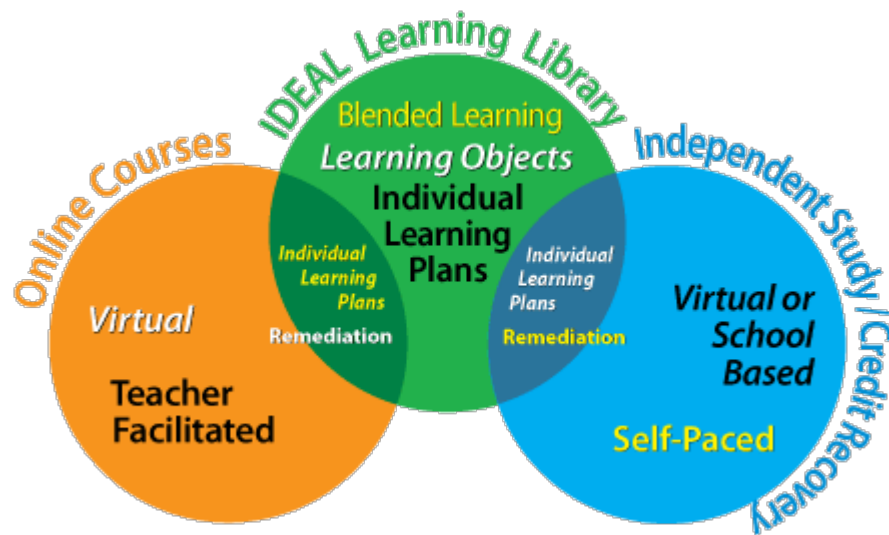 IDEAL Learning Library
Blended Learning
Learning Objects
Individual
Learning
Plans
Online Courses
Virtual
Teacher
Facilitated
Individual
Learning
Plans
Remediation
Individual
Learning
Plans
Remediation
Independent Study / Credit Recovery
Virtual or
School
Based
Self-Paced